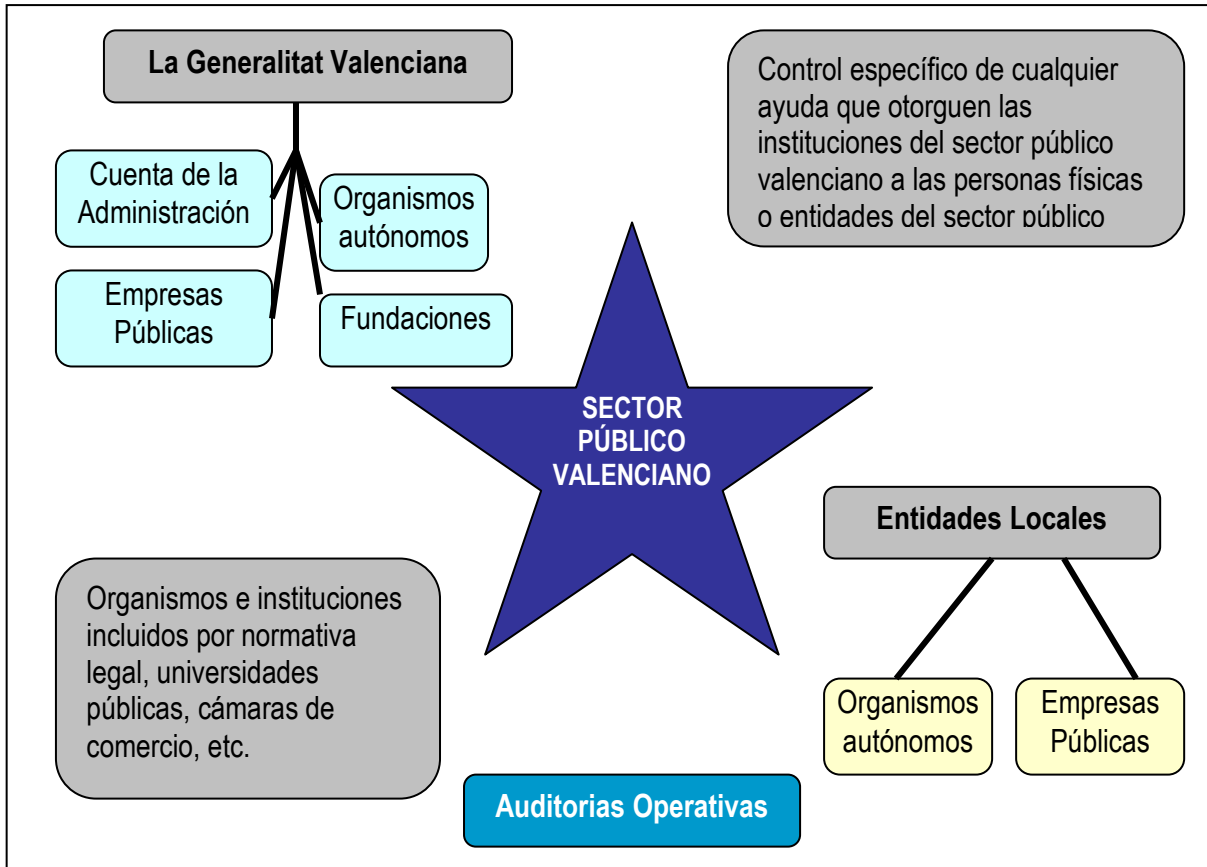 La Generalitat Valenciana
Cuenta de la
Administración
Organismos
autónomos
Empresas
Públicas
Fundaciones
Control específico de cualquier
ayuda que otorguen las
instituciones del sector público
valenciano a las personas físicas
o entidades del sector público
SECTOR
PÚBLICO
VALENCIANO
Entidades Locales
Organismos
autónomos
Empresas
Públicas
Organismos e instituciones
incluidos por normativa
legal, universidades
públicas, cámaras de
comercio, etc.
Auditorias Operativas